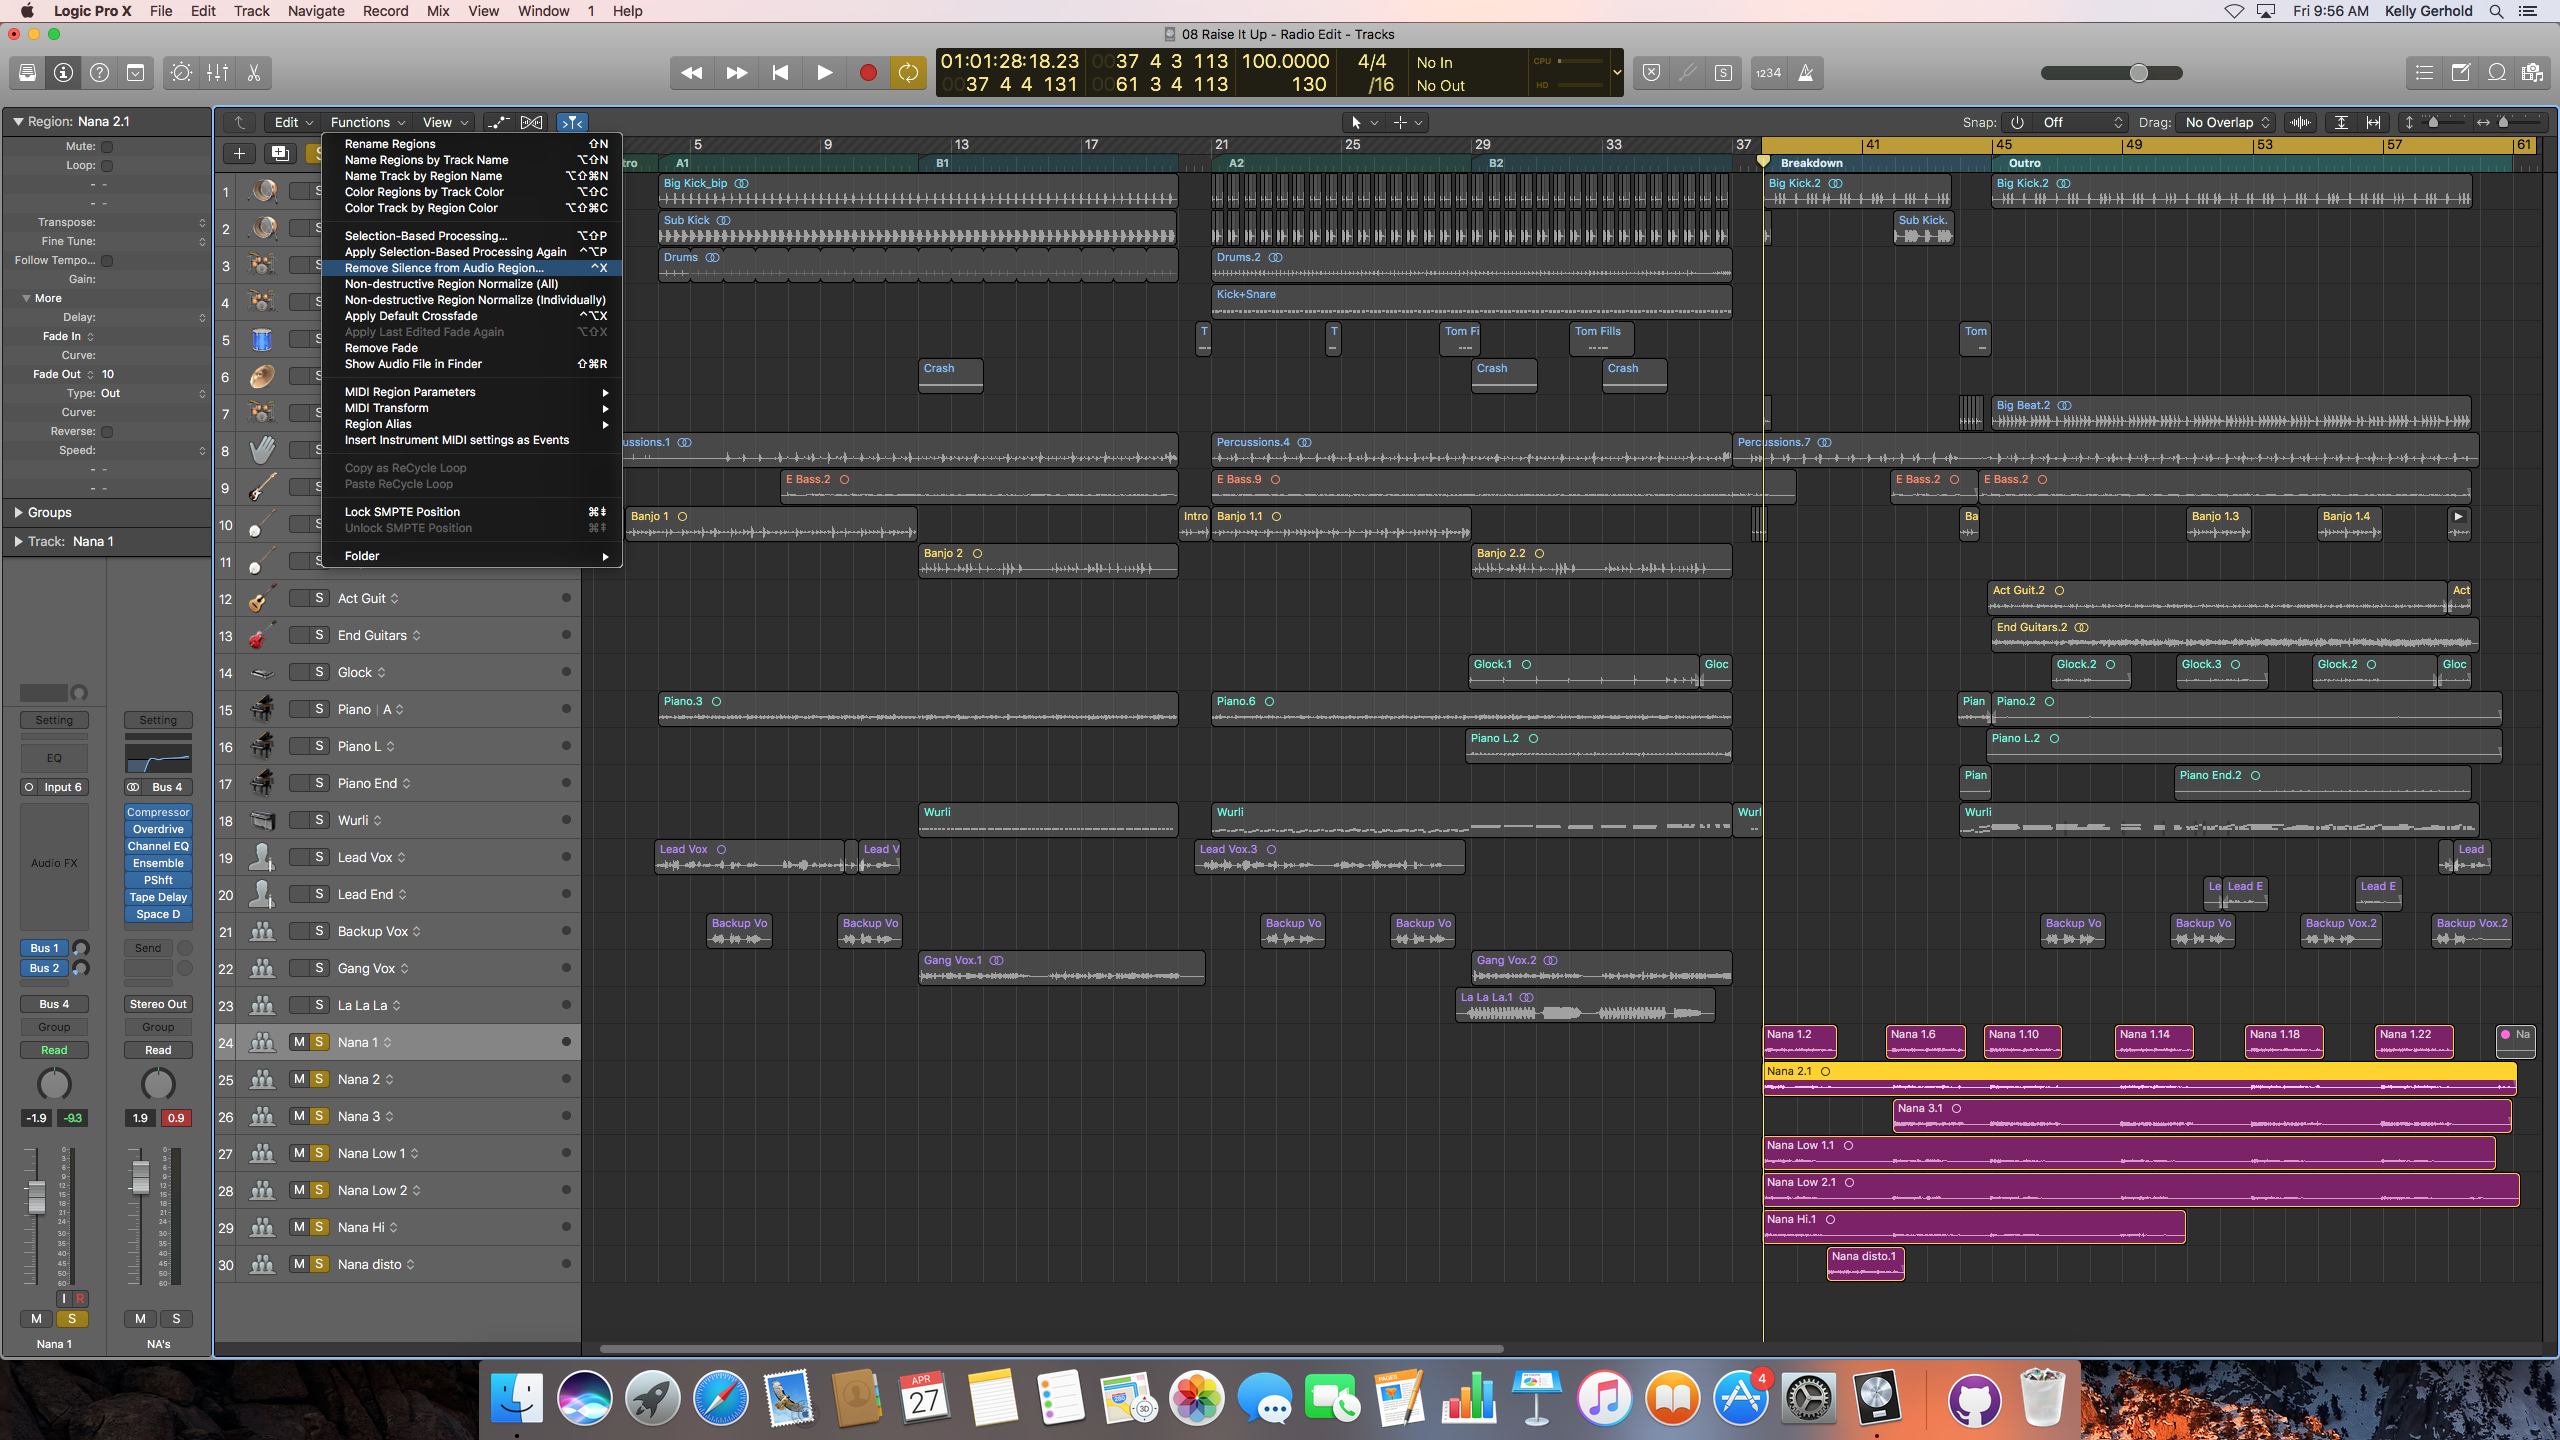 Logic Pro X File Edit Track Navigate Record Mix View Window 1 Help Fri 9:56 AM Kelly Gerhold
08 Raise It Up - Radio Edit - Tracks
01:01:28:18.23 0037 4 3 113 100.0000 4/4 No In CPU
0037 4 4 131 0061 3 4 113 130 /16 No Out HD
S 1234
Region: Nana 2.1
Mute:
Loop:
- -
- -
Transpose:
Fine Tune:
Follow Tempo...
Gain:
More
Delay:
Fade In
Curve:
Fade Out 10
Type: Out
Curve:
Reverse:
Speed:
- -
- -
Groups
Track: Nana 1
Setting Setting
EQ
Input 6 Bus 4
Audio FX
Compressor
Overdrive
Channel EQ
Ensemble
PShft
Tape Delay
Space D
Bus 1 Send
Bus 2
Bus 4 Stereo Out
Group Group
Read Read
-1.9 -9.3 1.9 0.9
I R
M S M S
Nana 1 NA's
Edit Functions View Snap: Off Drag: No Overlap
Rename Regions ⇧N
Name Regions by Track Name ⌥⇧N
Name Track by Region Name ⌥⇧⌘N
Color Regions by Track Color ⌥⇧C
Color Track by Region Color ⌥⇧⌘C
Selection-Based Processing... ⌥⇧P
Apply Selection-Based Processing Again ^⌥P
Remove Silence from Audio Region... ^X
Non-destructive Region Normalize (All)
Non-destructive Region Normalize (Individually)
Apply Default Crossfade ^⌥X
Apply Last Edited Fade Again ⌥⇧X
Remove Fade
Show Audio File in Finder ⇧⌘R
MIDI Region Parameters
MIDI Transform
Region Alias
Insert Instrument MIDI settings as Events
Copy as ReCycle Loop
Paste ReCycle Loop
Lock SMPTE Position
Unlock SMPTE Position
Folder
5 9 13 17 21 25 29 33 37 41 45 49 53 57 61
tro A1 B1 A2 B2 Breakdown Outro
1 Big Kick_bip Big Kick.2 Big Kick.2
2 Sub Kick Sub Kick.
3 Drums Drums.2
4 Kick+Snare
5 T T Tom Fi Tom Fills Tom
6 Crash Crash Crash
7 Big Beat.2
8 ussions.1 Percussions.4 Percussions.7
9 E Bass.2 E Bass.9 E Bass.2 E Bass.2
10 Banjo 1 Intro Banjo 1.1 Ba Banjo 1.3 Banjo 1.4
11 Banjo 2 Banjo 2.2
12 S Act Guit Act Guit.2 Act
13 S End Guitars End Guitars.2
14 S Glock Glock.1 Gloc Glock.2 Glock.3 Glock.2 Gloc
15 S Piano | A Piano.3 Piano.6 Pian Piano.2
16 S Piano L Piano L.2 Piano L.2
17 S Piano End Pian Piano End.2
18 S Wurli Wurli Wurli Wurl Wurli
19 S Lead Vox Lead Vox Lead V Lead Vox.3 Lead
20 S Lead End Le Lead E Lead E
21 S Backup Vox Backup Vo Backup Vo Backup Vo Backup Vo Backup Vo Backup Vo Backup Vox.2 Backup Vox.2
22 S Gang Vox Gang Vox.1 Gang Vox.2
23 S La La La La La La.1
24 M S Nana 1 Nana 1.2 Nana 1.6 Nana 1.10 Nana 1.14 Nana 1.18 Nana 1.22 Na
25 M S Nana 2 Nana 2.1
26 M S Nana 3 Nana 3.1
27 M S Nana Low 1 Nana Low 1.1
28 M S Nana Low 2 Nana Low 2.1
29 M S Nana Hi Nana Hi.1
30 M S Nana disto Nana disto.1
APR
27
3D
PAGES
4